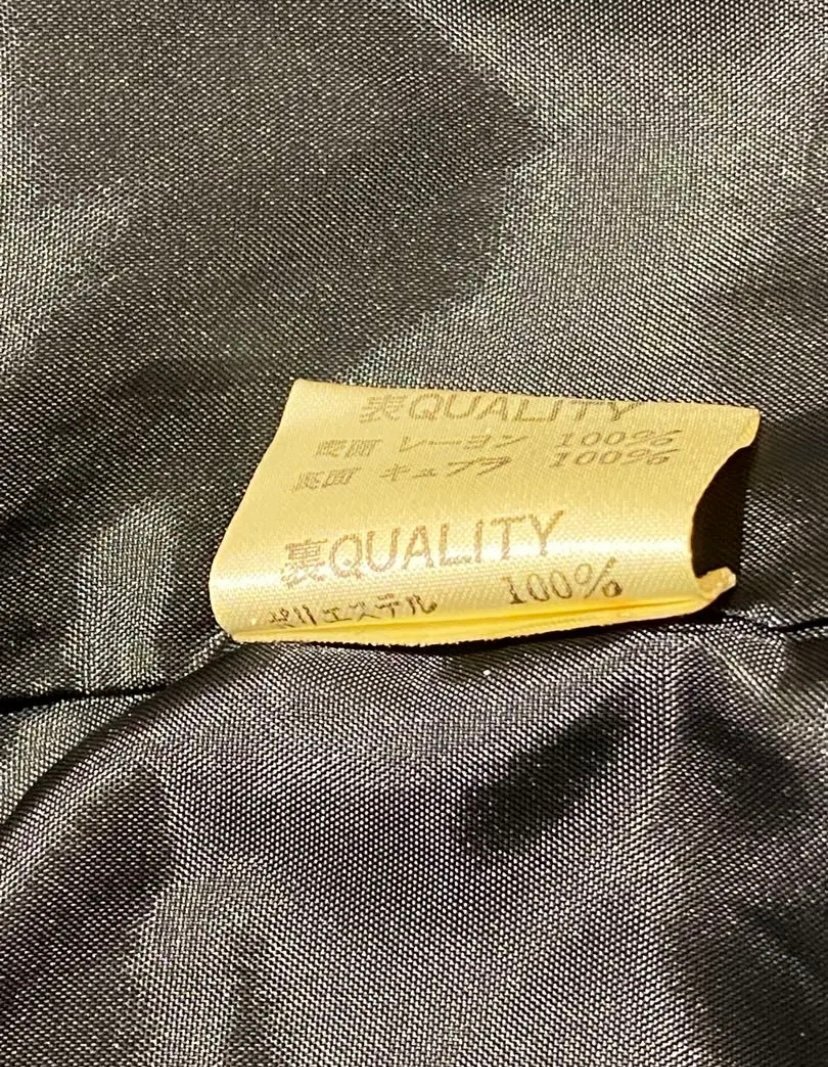 表QUALITY
表面 レーヨン 100%
裏面 キュプラ 100%
裏QUALITY
ポリエステル 100%